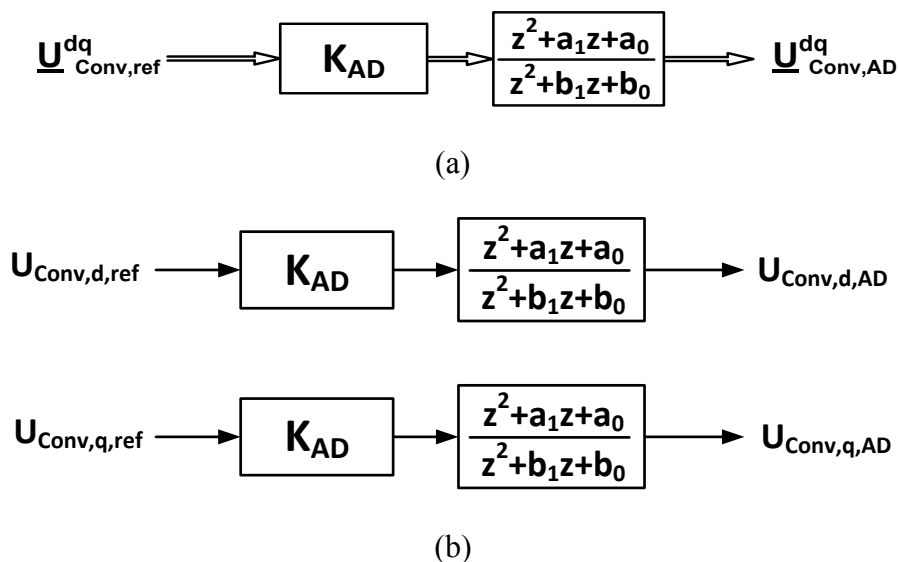 U^dq_Conv,ref K_AD z²+a₁z+a₀ / z²+b₁z+b₀ U^dq_Conv,AD
(a)
U_Conv,d,ref K_AD z²+a₁z+a₀ / z²+b₁z+b₀ U_Conv,d,AD
U_Conv,q,ref K_AD z²+a₁z+a₀ / z²+b₁z+b₀ U_Conv,q,AD
(b)